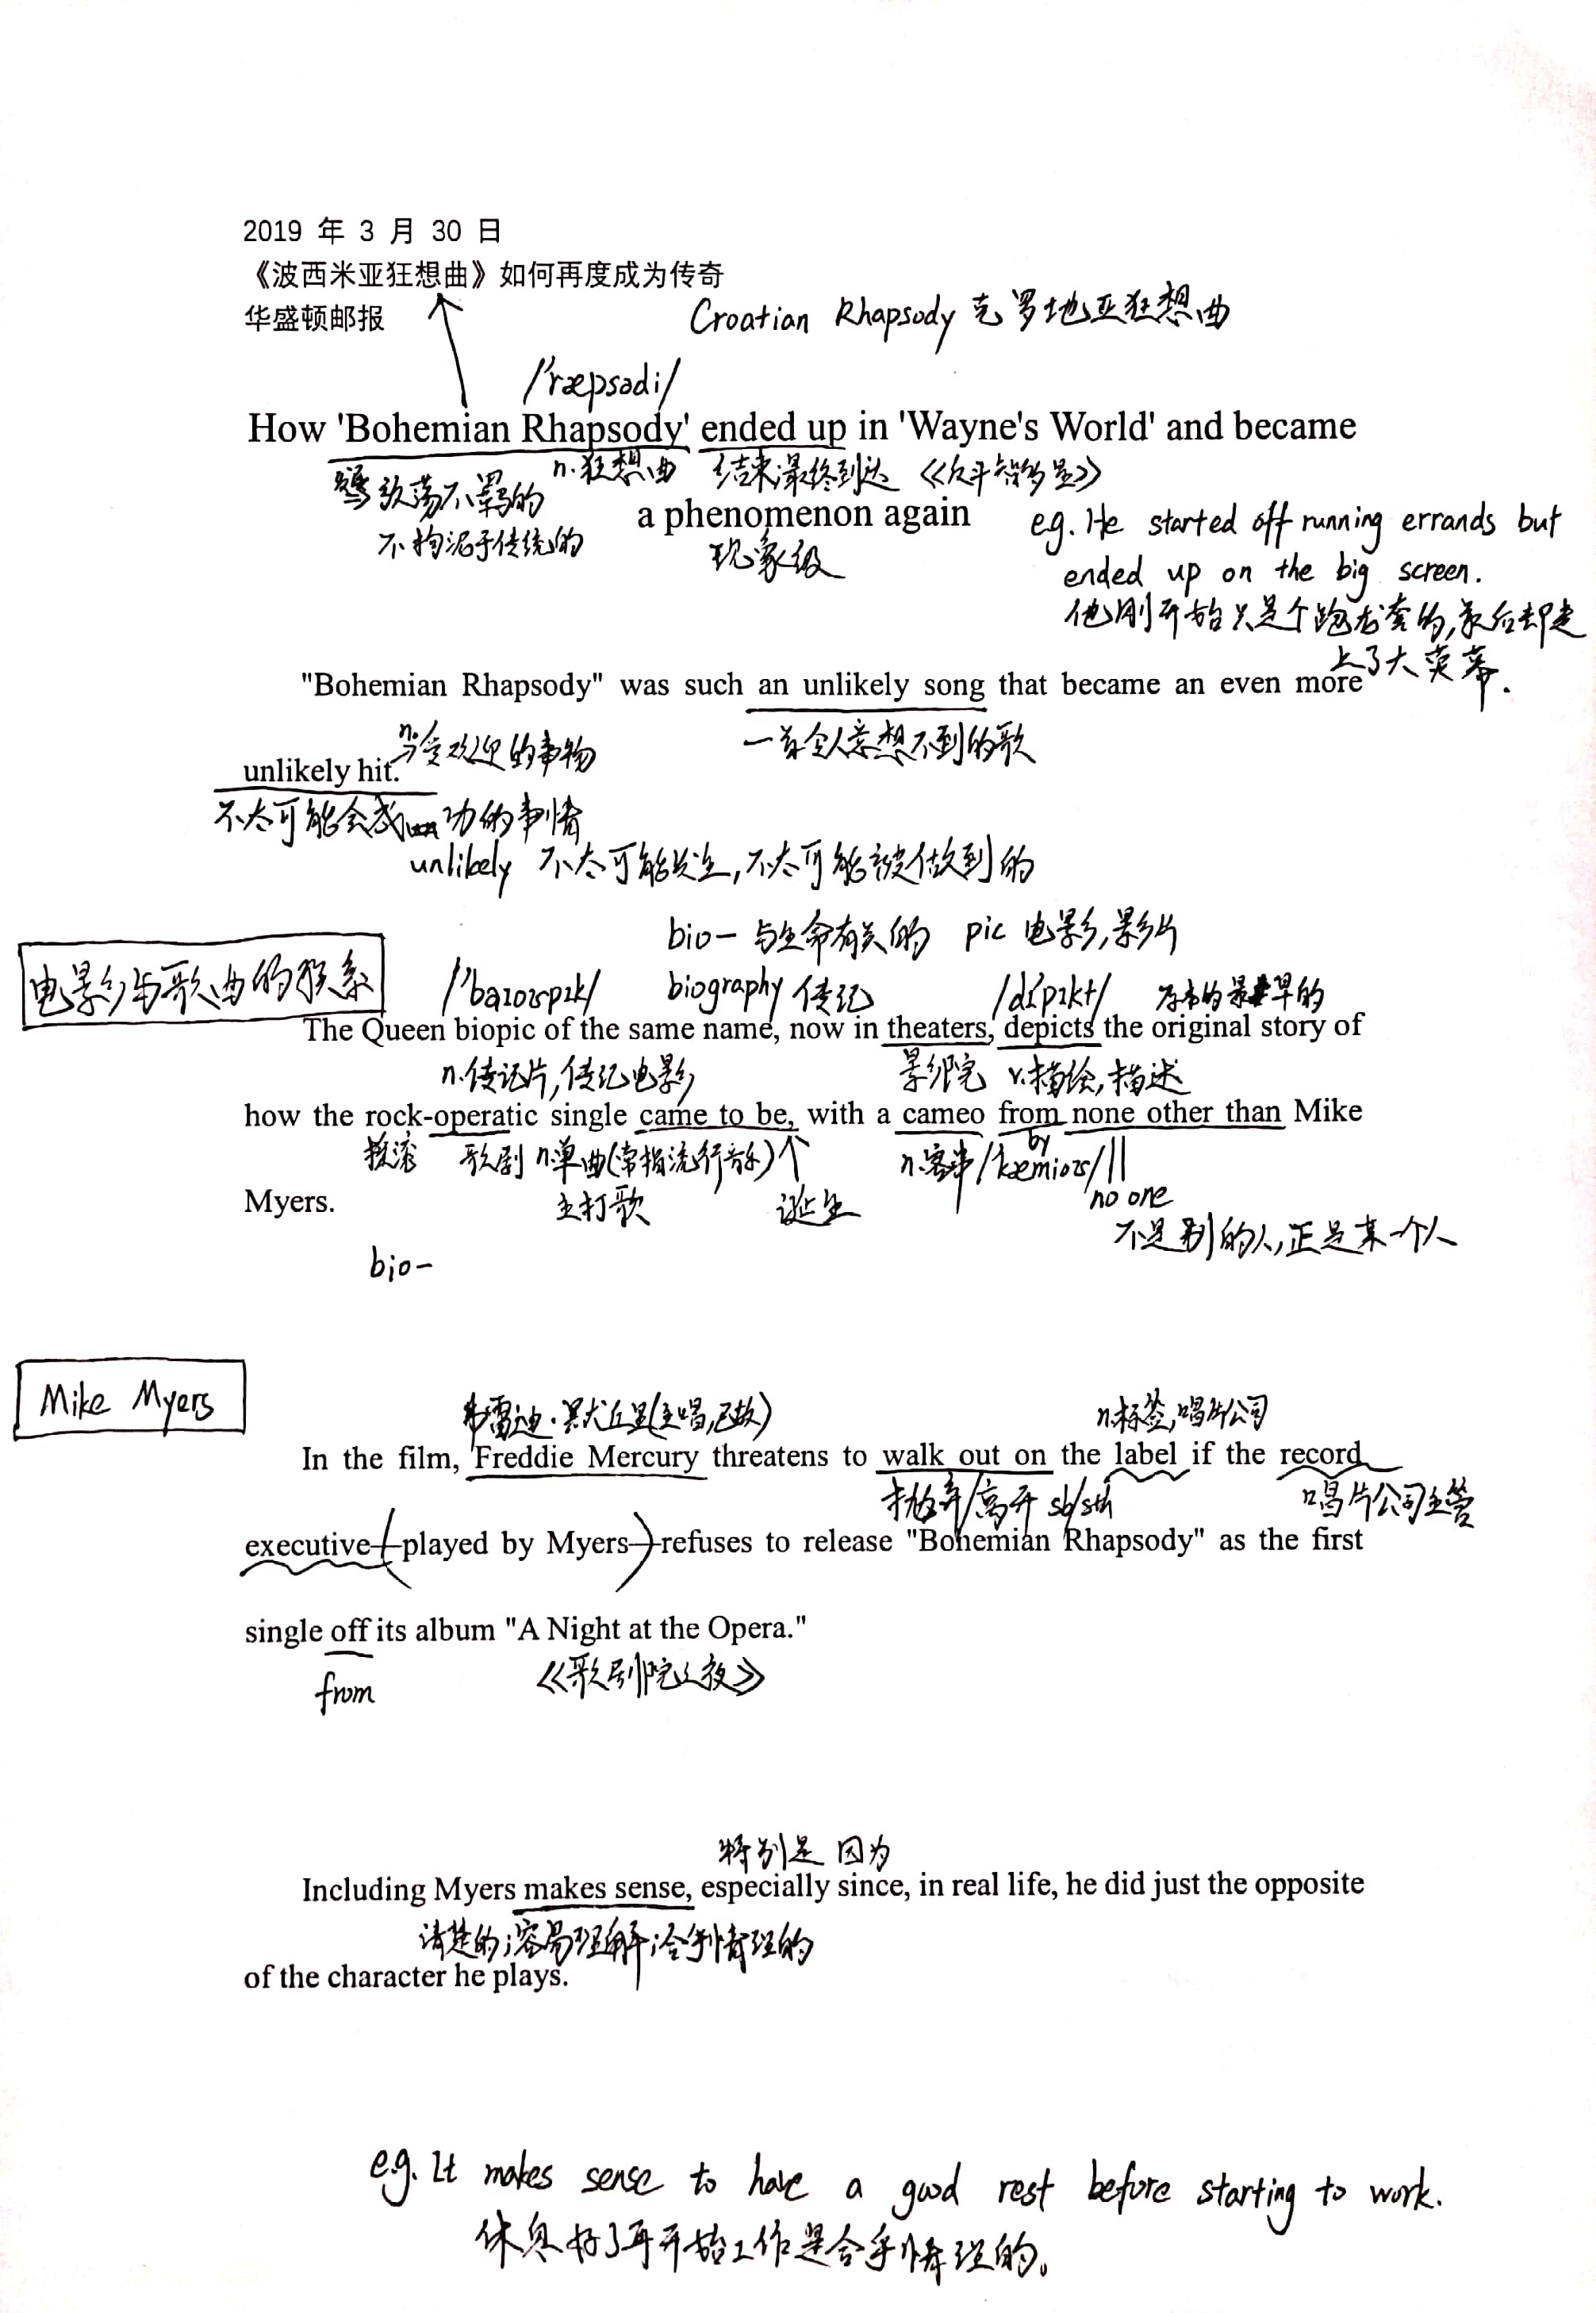 2019 年 3 月 30 日
《波西米亚狂想曲》如何再度成为传奇
华盛顿邮报
Croatian Rhapsody 克罗地亚狂想曲
/ˈræpsədi/
How 'Bohemian Rhapsody' ended up in 'Wayne's World' and became
放荡不羁的 n.狂想曲 结束,最终到达 《反斗智多星》
不拘泥于传统的
a phenomenon again
现象级
e.g. He started off running errands but
ended up on the big screen.
他刚开始只是个跑龙套的,最后却走
上了大荧幕.
"Bohemian Rhapsody" was such an unlikely song that became an even more
n.受欢迎的事物 一首令人意想不到的歌
unlikely hit.
不太可能会成功的事情
unlikely 不太可能发生,不太可能被做到的
bio- 与生命有关的 pic 电影,影片
电影与歌曲的联系
/ˈbaɪoʊpɪk/ biography 传记 /dɪˈpɪkt/ 原本的最早的
The Queen biopic of the same name, now in theaters, depicts the original story of
n.传记片,传记电影 影院 v.描绘,描述
how the rock-operatic single came to be, with a cameo from none other than Mike
摇滚 歌剧 n.单曲(常指流行音乐) n.客串/ˈkæmioʊ/ by || no one
Myers.
主打歌 诞生
不是别的人,正是某一个人
bio-
Mike Myers
弗雷迪·默丘里(主唱,已故) n.标签,唱片公司
In the film, Freddie Mercury threatens to walk out on the label if the record
抛弃/离开 sb/sth 唱片公司主管
executive (played by Myers) refuses to release "Bohemian Rhapsody" as the first
single off its album "A Night at the Opera."
from 《歌剧院之夜》
特别是 因为
Including Myers makes sense, especially since, in real life, he did just the opposite
清楚的;容易理解;合乎情理的
of the character he plays.
e.g. It makes sense to have a good rest before starting to work.
休息好了再开始工作是合乎情理的。